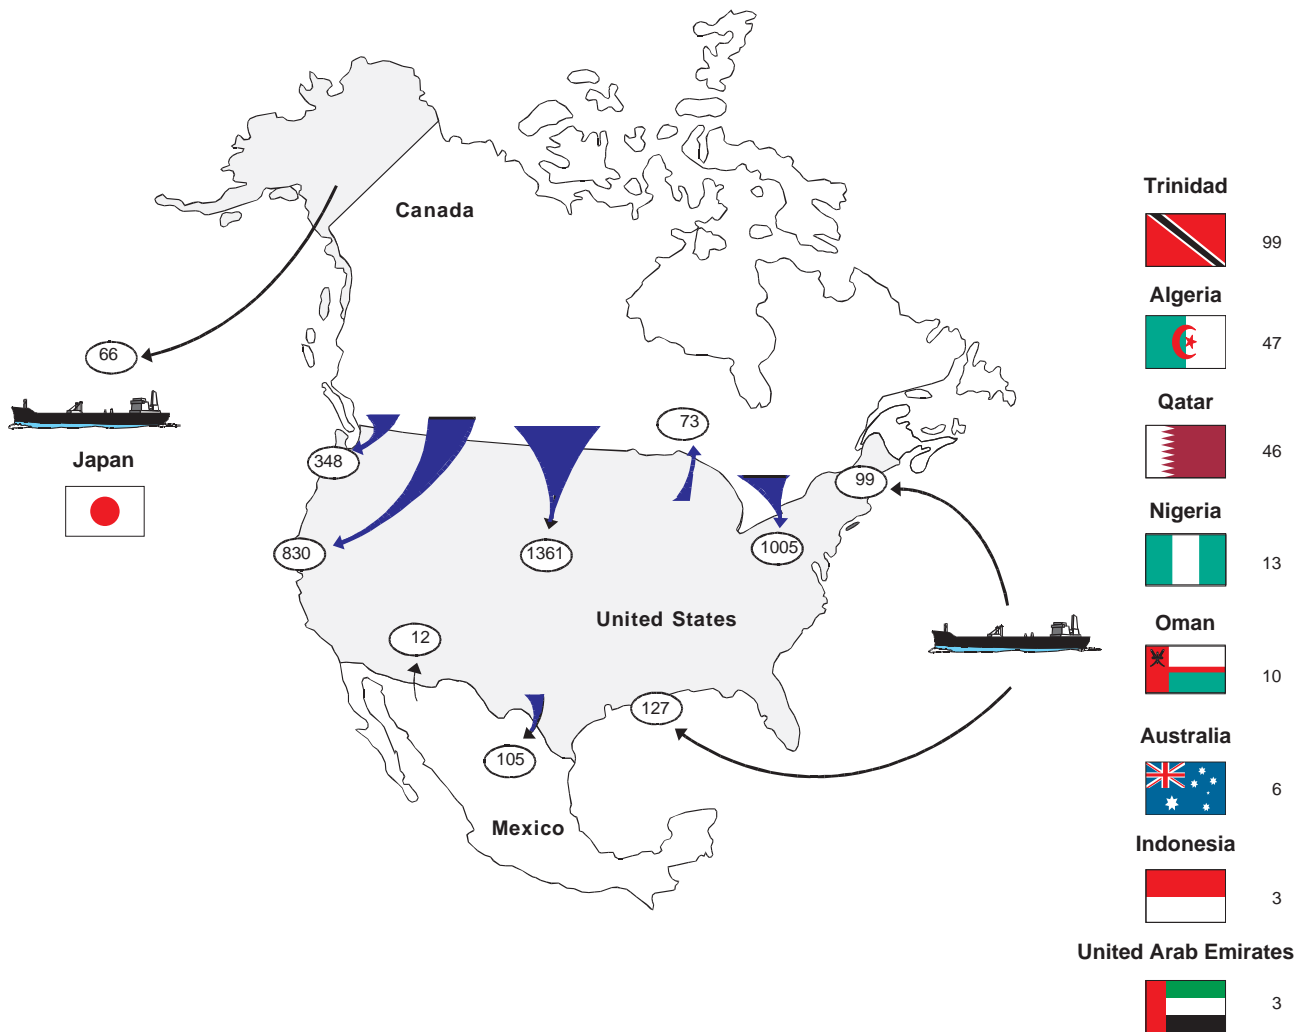 Canada
66
Japan
348
830
1361
73
1005
99
United States
12
127
105
Mexico
Trinidad
99
Algeria
47
Qatar
46
Nigeria
13
Oman
10
Australia
6
Indonesia
3
United Arab Emirates
3